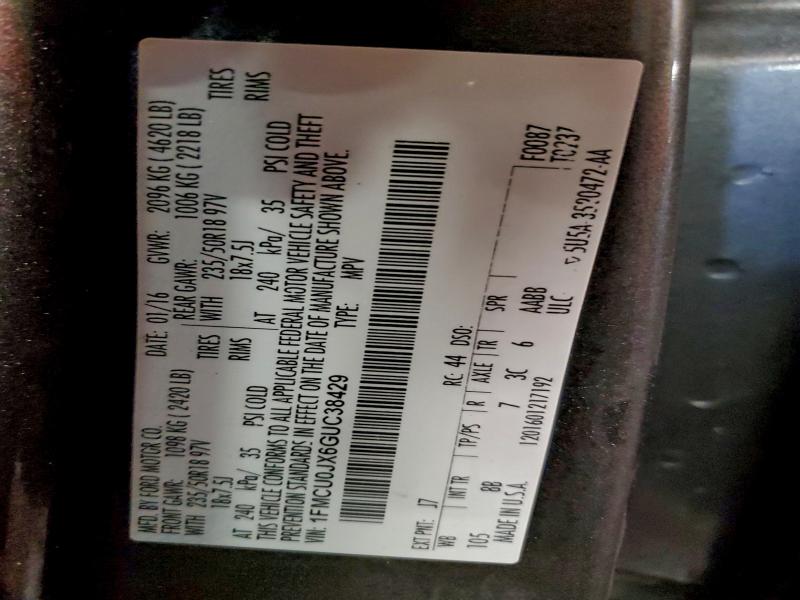 MFD. BY FORD MOTOR CO. DATE: 01/16 GVWR: 2096 KG ( 4620 LB)
FRONT GAWR: 1098 KG ( 2420 LB) REAR GAWR: 1006 KG ( 2218 LB)
WITH 235/50R18 97V TIRES WITH 235/50R18 97V TIRES
18x7.5J RIMS 18x7.5J RIMS
AT 240 kPa/ 35 PSI COLD AT 240 kPa/ 35 PSI COLD
THIS VEHICLE CONFORMS TO ALL APPLICABLE FEDERAL MOTOR VEHICLE SAFETY AND THEFT
PREVENTION STANDARDS IN EFFECT ON THE DATE OF MANUFACTURE SHOWN ABOVE.
VIN: 1FMCU0JX6GUC38429 TYPE: MPV
EXT PNT: J7 RC: 44 DSO: F0087
WB INT TR TP/PS R AXLE TR SPR TC237
105 BB 7 3C 6 AABB
MADE IN U.S.A. 1201601217192 ULC
5U5A-3520472-AA